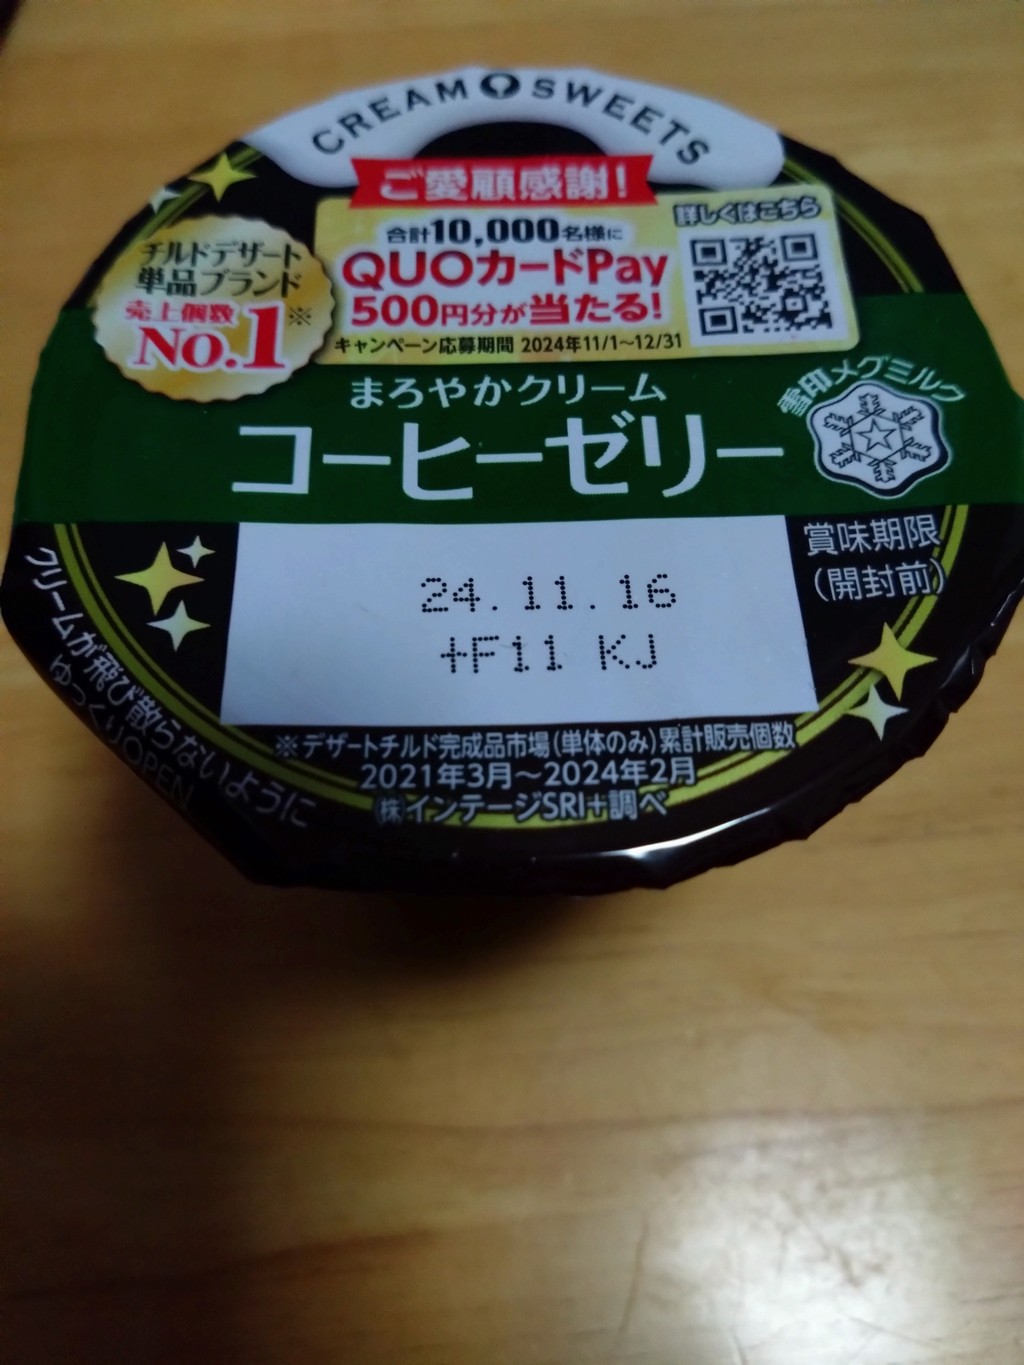 CREAM SWEETS
ご愛顧感謝!
詳しくはこちら
合計10,000名様に
QUOカードPay
500円分が当たる!
キャンペーン応募期間 2024年11/1~12/31
チルドデザート
単品ブランド
売上個数
No.1※
まろやかクリーム
コーヒーゼリー
雪印メグミルク
賞味期限
(開封前)
24.11.16
+F11 KJ
クリームが飛び散らないように
ゆっくりOPEN
※デザートチルド完成品市場(単体のみ)累計販売個数
2021年3月~2024年2月
㈱インテージSRI+調べ